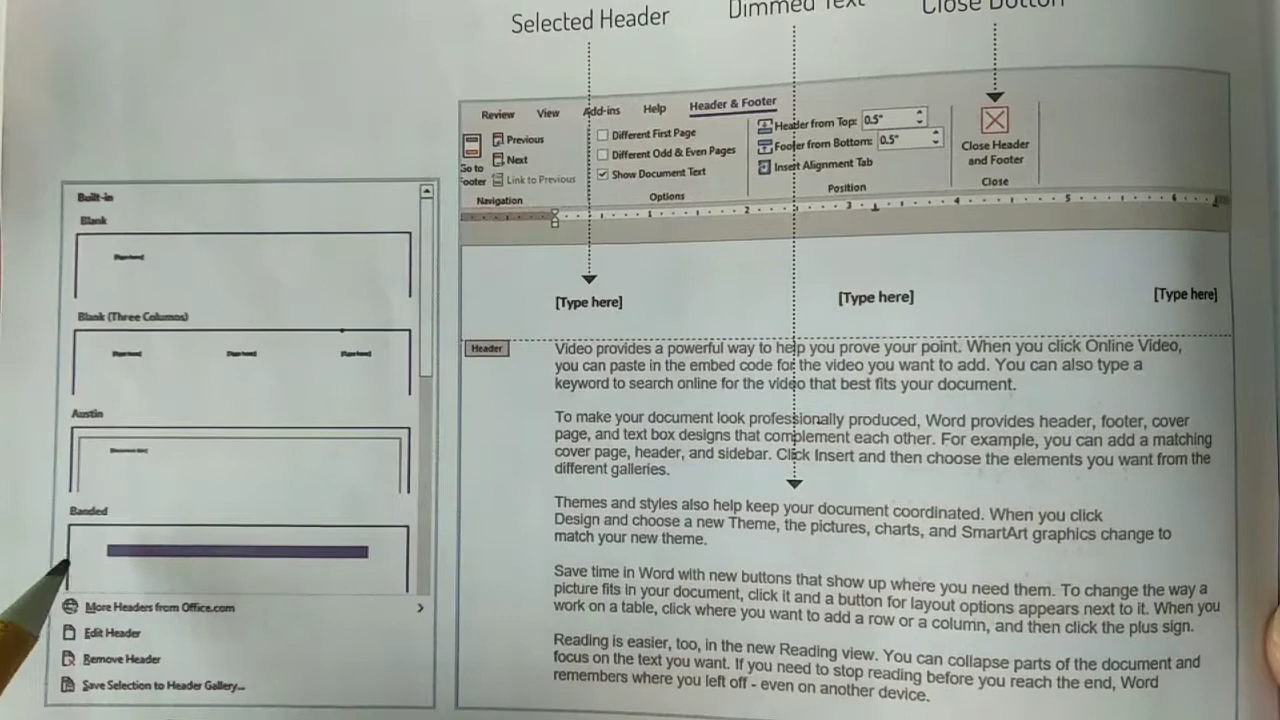 Selected Header
Dimmed Text
Close Button
Review View Add-ins Help Header & Footer
Previous
Next
Link to Previous
Go to
Footer
Navigation
Different First Page
Different Odd & Even Pages
Show Document Text
Options
Header from Top: 0.5"
Footer from Bottom: 0.5"
Insert Alignment Tab
Position
Close Header
and Footer
Close
1 2 3 4 5 6
Built-in
Blank
Blank (Three Columns)
Austin
Banded
More Headers from Office.com
Edit Header
Remove Header
Save Selection to Header Gallery...
[Type here] [Type here] [Type here]
Header
Video provides a powerful way to help you prove your point. When you click Online Video,
you can paste in the embed code for the video you want to add. You can also type a
keyword to search online for the video that best fits your document.
To make your document look professionally produced, Word provides header, footer, cover
page, and text box designs that complement each other. For example, you can add a matching
cover page, header, and sidebar. Click Insert and then choose the elements you want from the
different galleries.
Themes and styles also help keep your document coordinated. When you click
Design and choose a new Theme, the pictures, charts, and SmartArt graphics change to
match your new theme.
Save time in Word with new buttons that show up where you need them. To change the way a
picture fits in your document, click it and a button for layout options appears next to it. When you
work on a table, click where you want to add a row or a column, and then click the plus sign.
Reading is easier, too, in the new Reading view. You can collapse parts of the document and
focus on the text you want. If you need to stop reading before you reach the end, Word
remembers where you left off - even on another device.